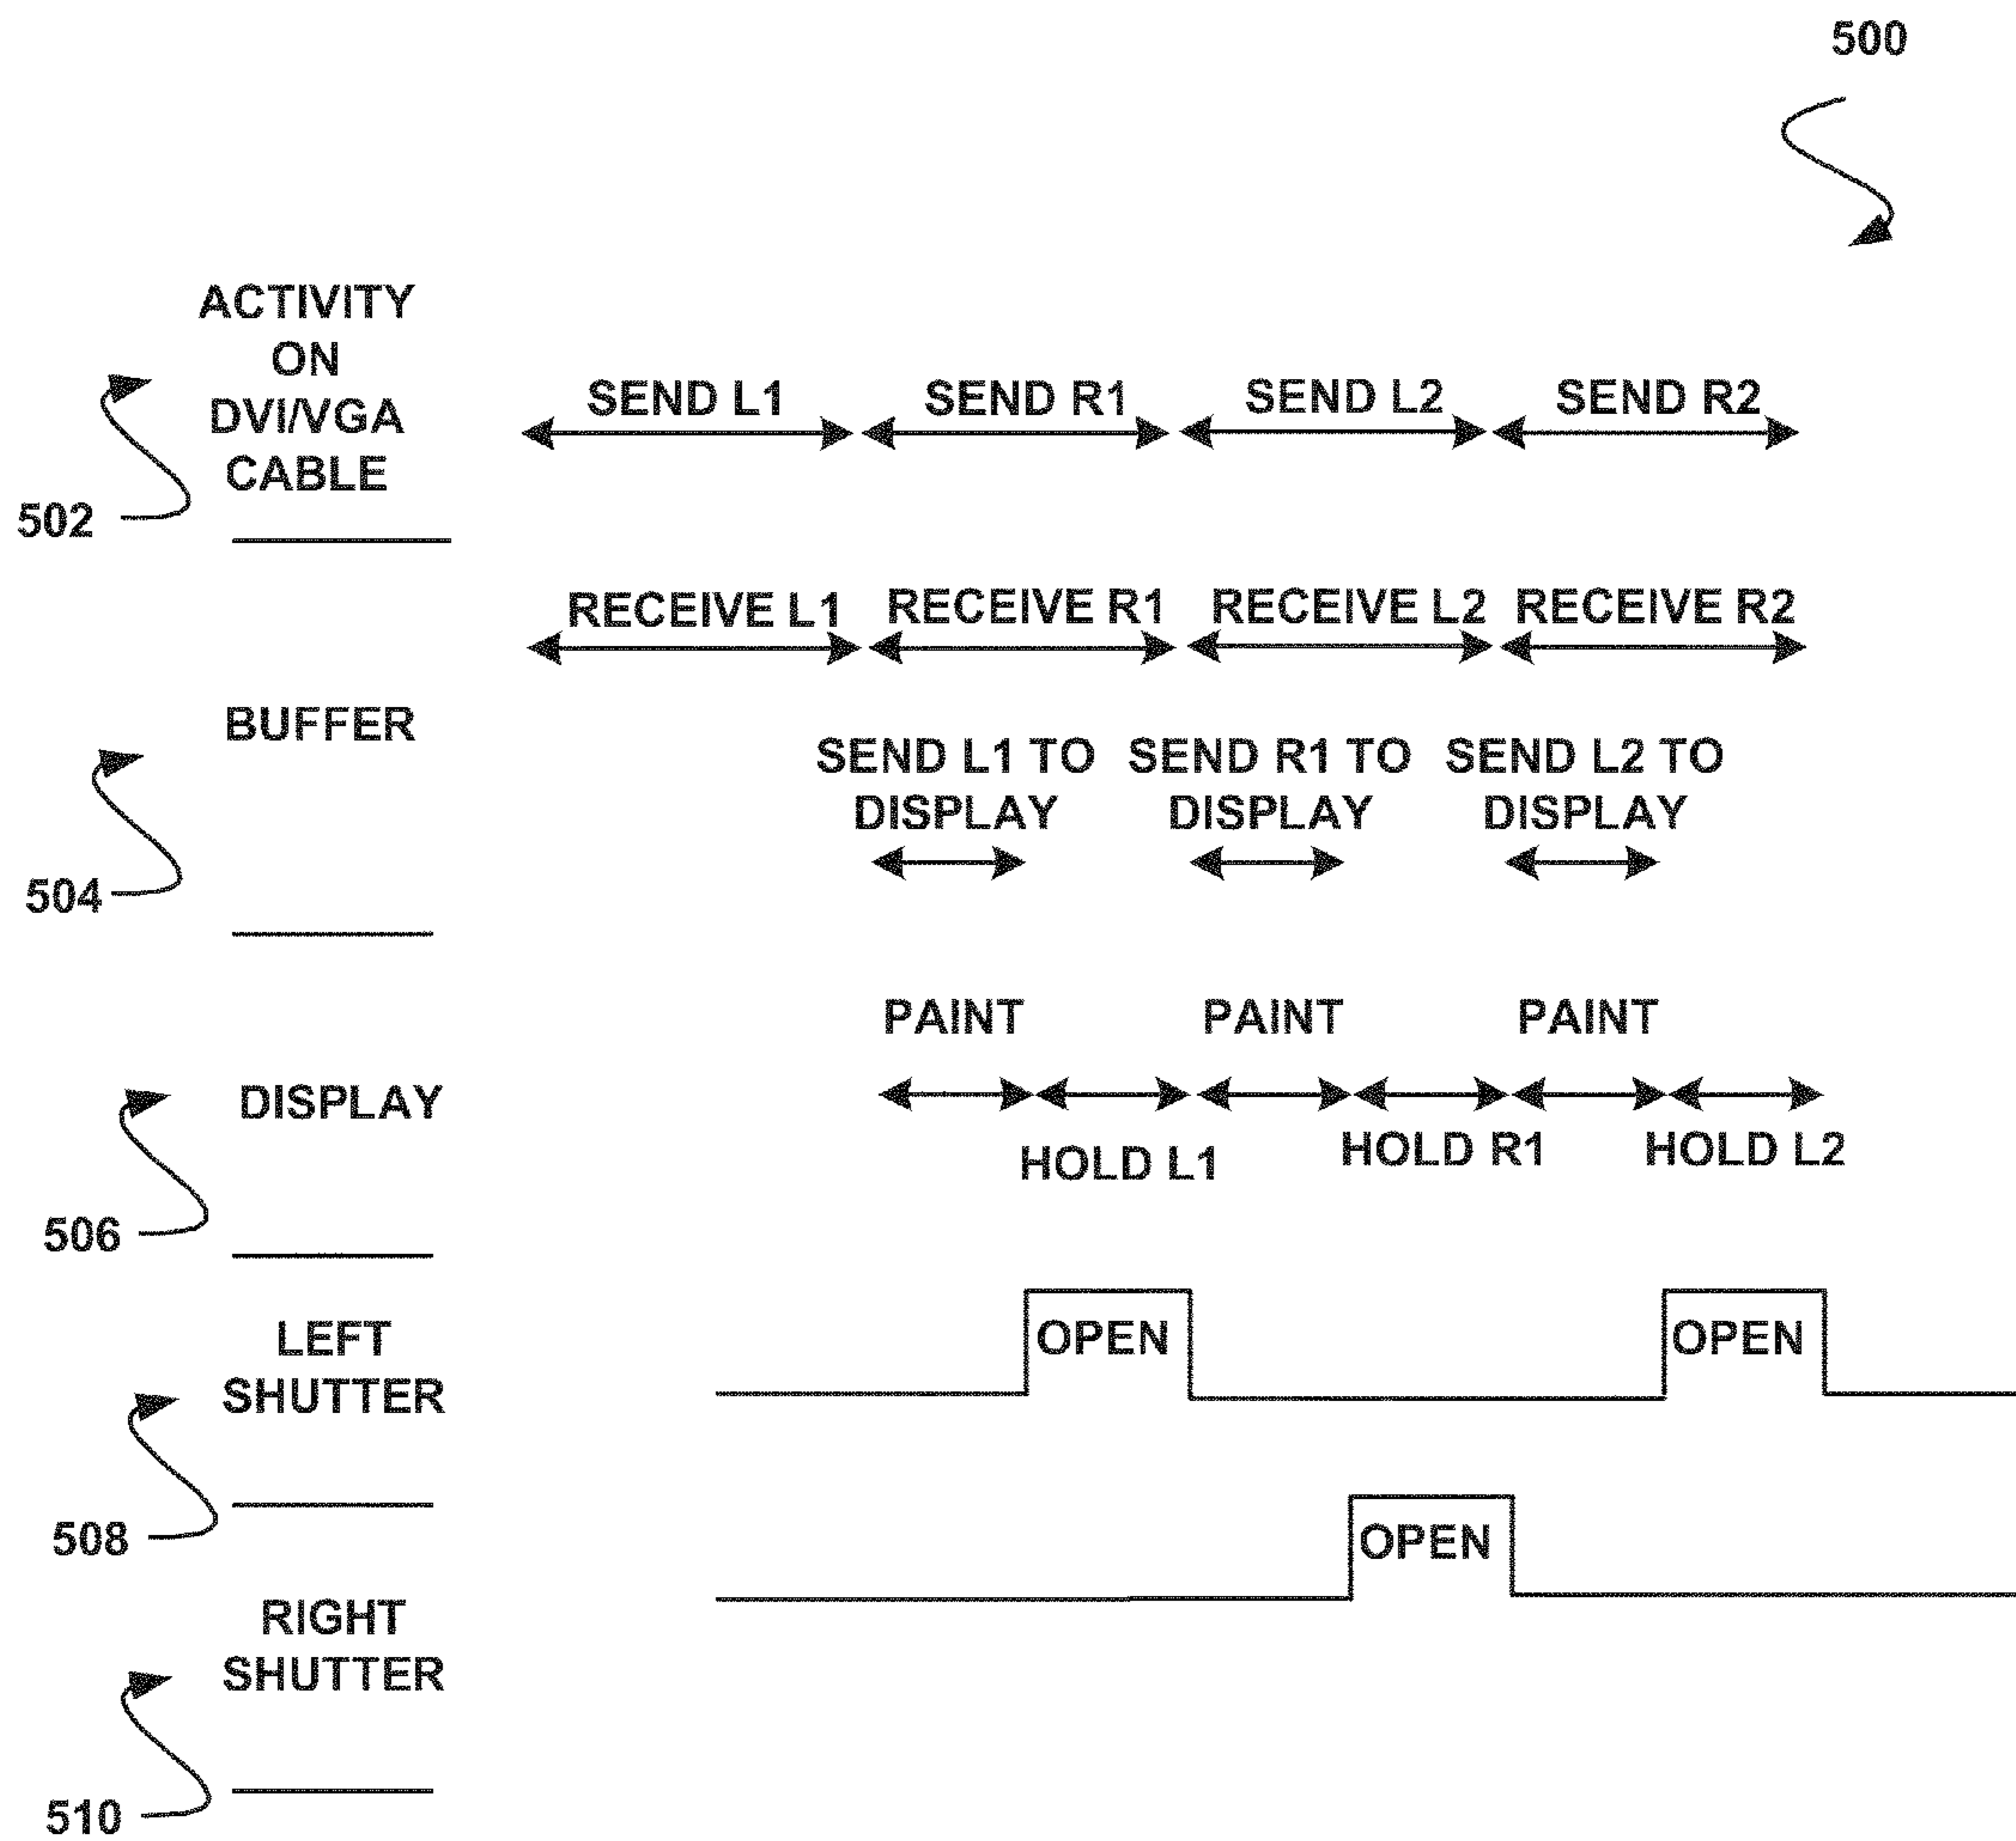 500
ACTIVITY
ON
DVI/VGA
CABLE
502
SEND L1 SEND R1 SEND L2 SEND R2
RECEIVE L1 RECEIVE R1 RECEIVE L2 RECEIVE R2
BUFFER
504
SEND L1 TO SEND R1 TO SEND L2 TO
DISPLAY DISPLAY DISPLAY
PAINT PAINT PAINT
DISPLAY
506
HOLD L1 HOLD R1 HOLD L2
LEFT
SHUTTER
508
OPEN OPEN
OPEN
RIGHT
SHUTTER
510